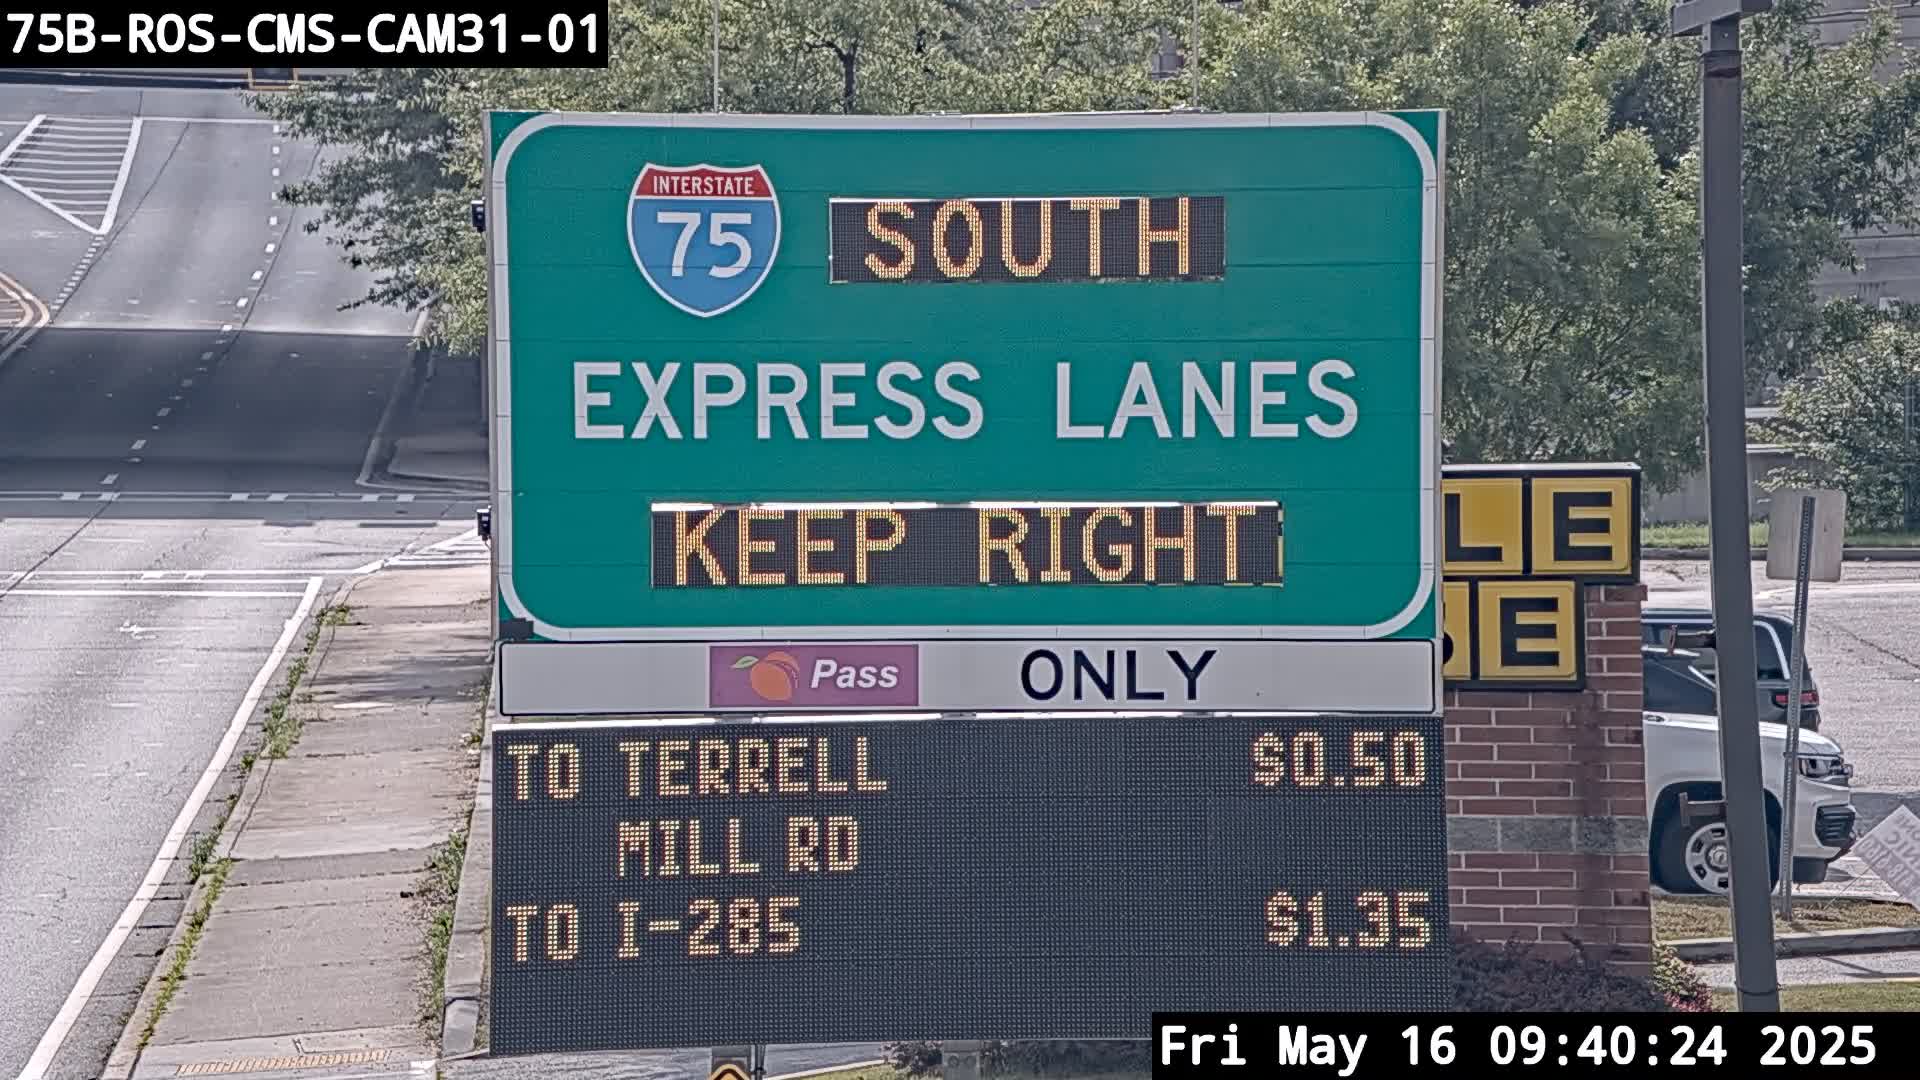 75B-ROS-CMS-CAM31-01
INTERSTATE
75
SOUTH
EXPRESS LANES
KEEP RIGHT
Pass ONLY
TO TERRELL $0.50
MILL RD
TO I-285 $1.35
LE
E
Fri May 16 09:40:24 2025